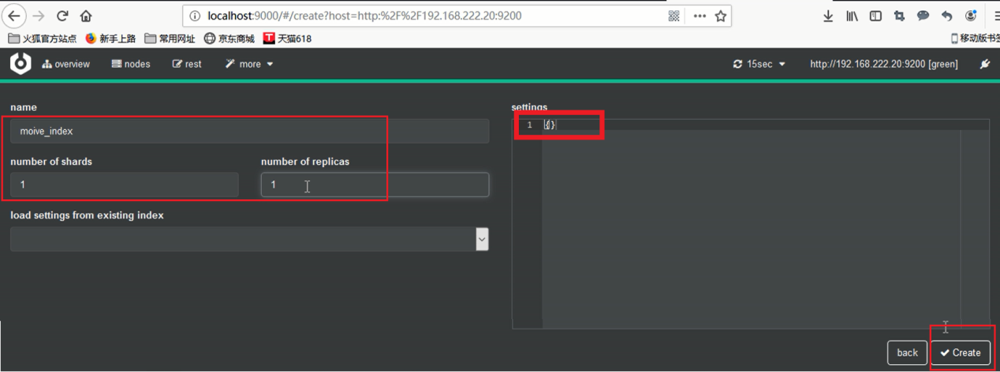 localhost:9000/#/create?host=http:%2F%2F192.168.222.20:9200
火狐官方站点 新手上路 常用网址 京东商城 T 天猫618 移动版书签
overview nodes rest more 15sec http://192.168.222.20:9200 [green]
name
moive_index
number of shards number of replicas
1 1
load settings from existing index
settings
1 {}
back Create